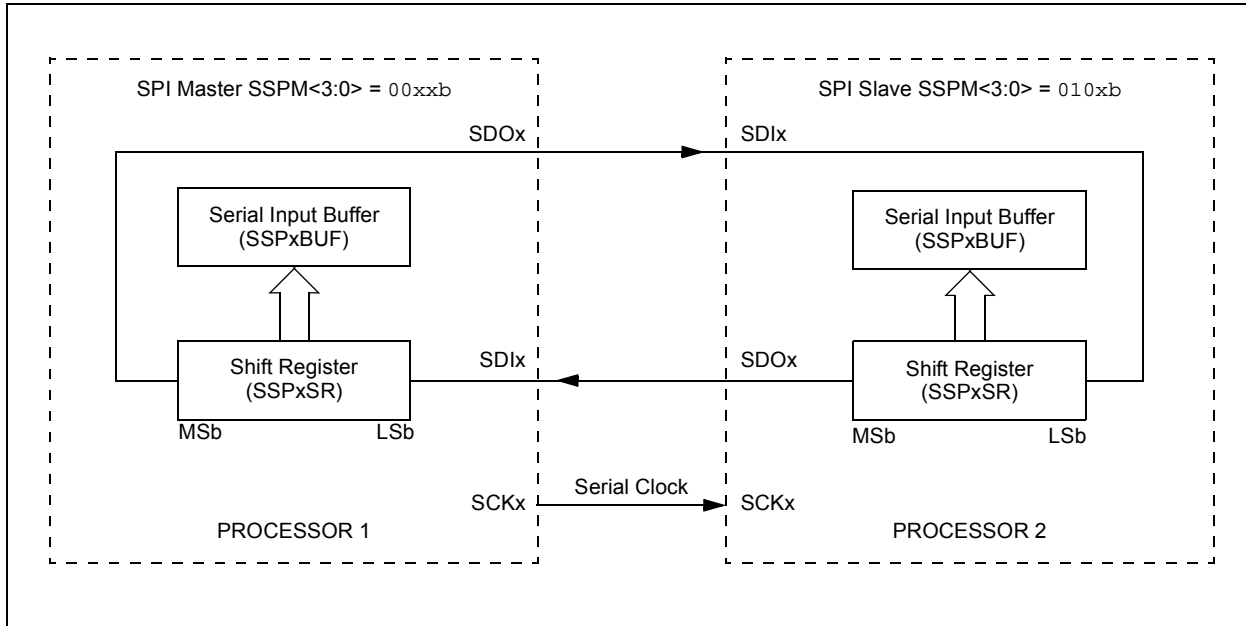 SPI Master SSPM<3:0> = 00xxb
SDOx
Serial Input Buffer
(SSPxBUF)
Shift Register
(SSPxSR)
MSb
LSb
SDIx
SCKx
PROCESSOR 1
Serial Clock
SPI Slave SSPM<3:0> = 010xb
SDIx
Serial Input Buffer
(SSPxBUF)
SDOx
Shift Register
(SSPxSR)
MSb
LSb
SCKx
PROCESSOR 2